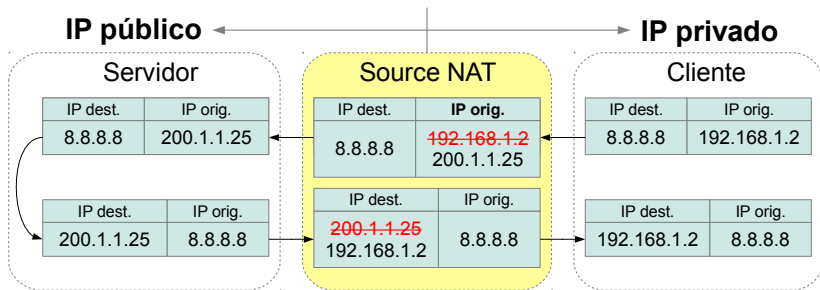 IP público
IP privado
Servidor
Source NAT
Cliente
IP dest. IP orig.
8.8.8.8 200.1.1.25
IP dest. IP orig.
8.8.8.8 192.168.1.2
200.1.1.25
IP dest. IP orig.
8.8.8.8 192.168.1.2
IP dest. IP orig.
200.1.1.25 8.8.8.8
IP dest. IP orig.
200.1.1.25
192.168.1.2 8.8.8.8
IP dest. IP orig.
192.168.1.2 8.8.8.8